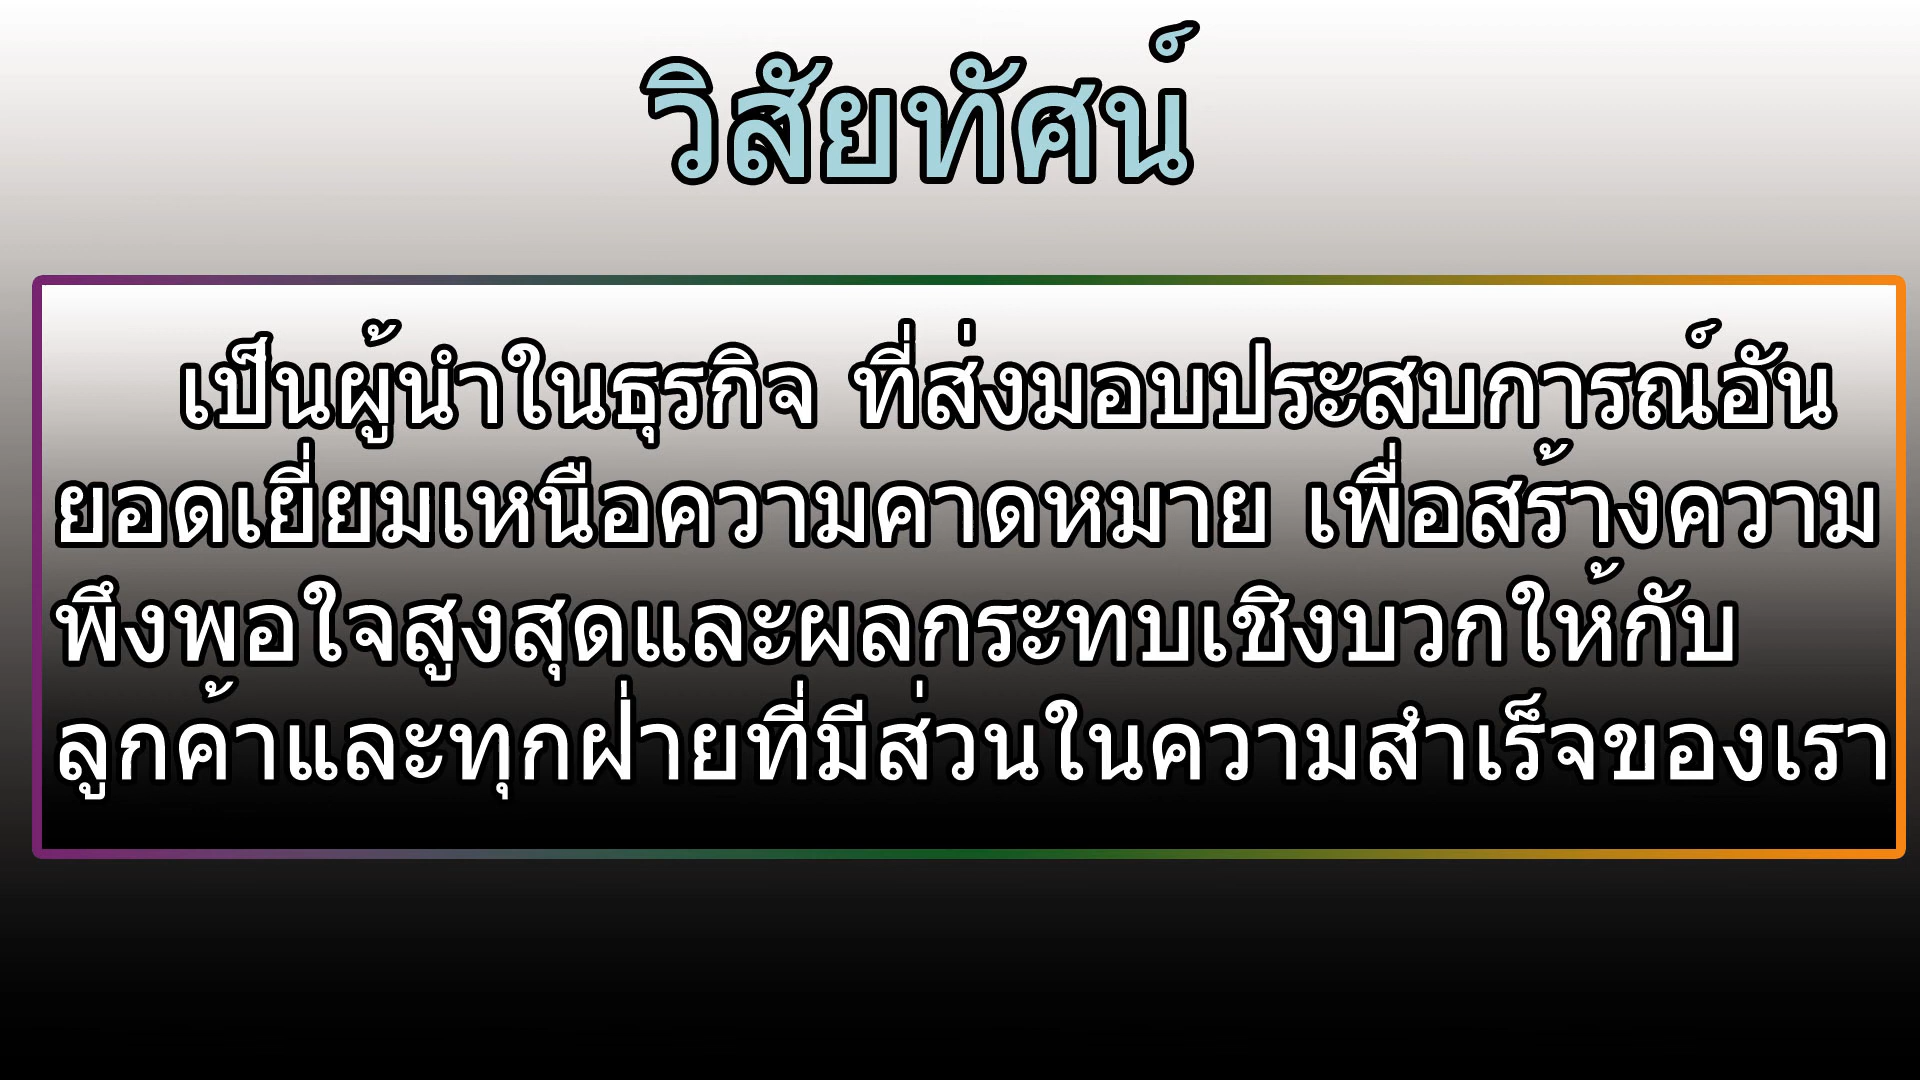 วิสัยทัศน์
เป็นผู้นำในธุรกิจ ที่ส่งมอบประสบการณ์อัน
ยอดเยี่ยมเหนือความคาดหมาย เพื่อสร้างความ
พึงพอใจสูงสุดและผลกระทบเชิงบวกให้กับ
ลูกค้าและทุกฝ่ายที่มีส่วนในความสำเร็จของเรา